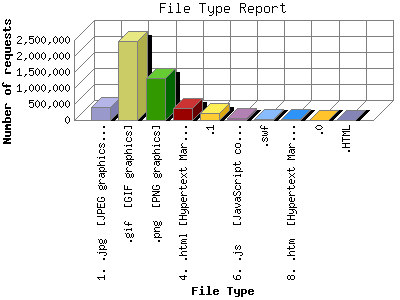 File Type Report
Number of requests
2,500,000
2,000,000
1,500,000
1,000,000
500,000
0
1. .jpg [JPEG graphics...
.gif [GIF graphics]
.png [PNG graphics]
4. .html [Hypertext Mar...
.1
6. .js [JavaScript co...
.swf
8. .htm [Hypertext Mar...
.0
.HTML
File Type